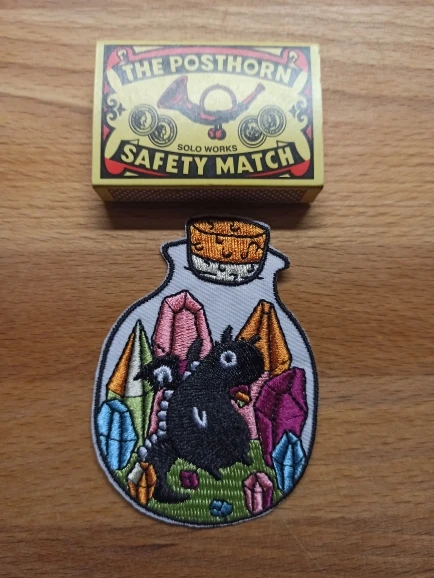 THE POSTHORN
SOLO WORKS
SAFETY MATCH